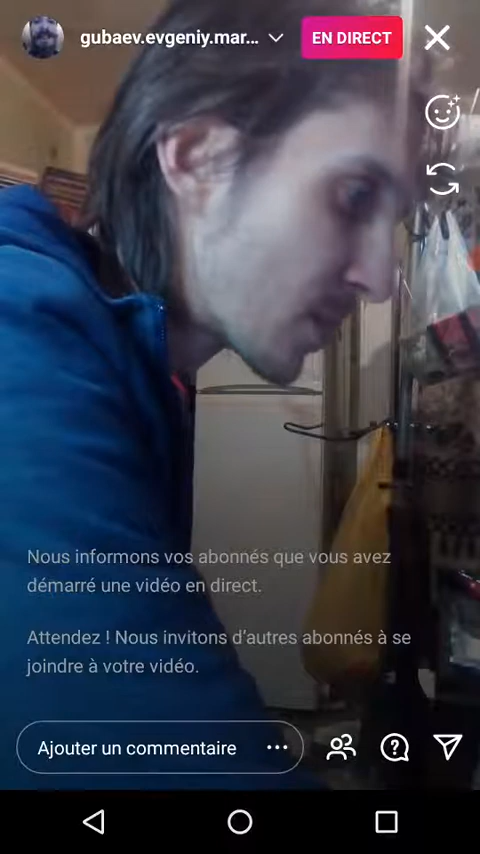 gubaev.evgeniy.mar...
EN DIRECT
Nous informons vos abonnés que vous avez
démarré une vidéo en direct.
Attendez ! Nous invitons d'autres abonnés à se
joindre à votre vidéo.
Ajouter un commentaire